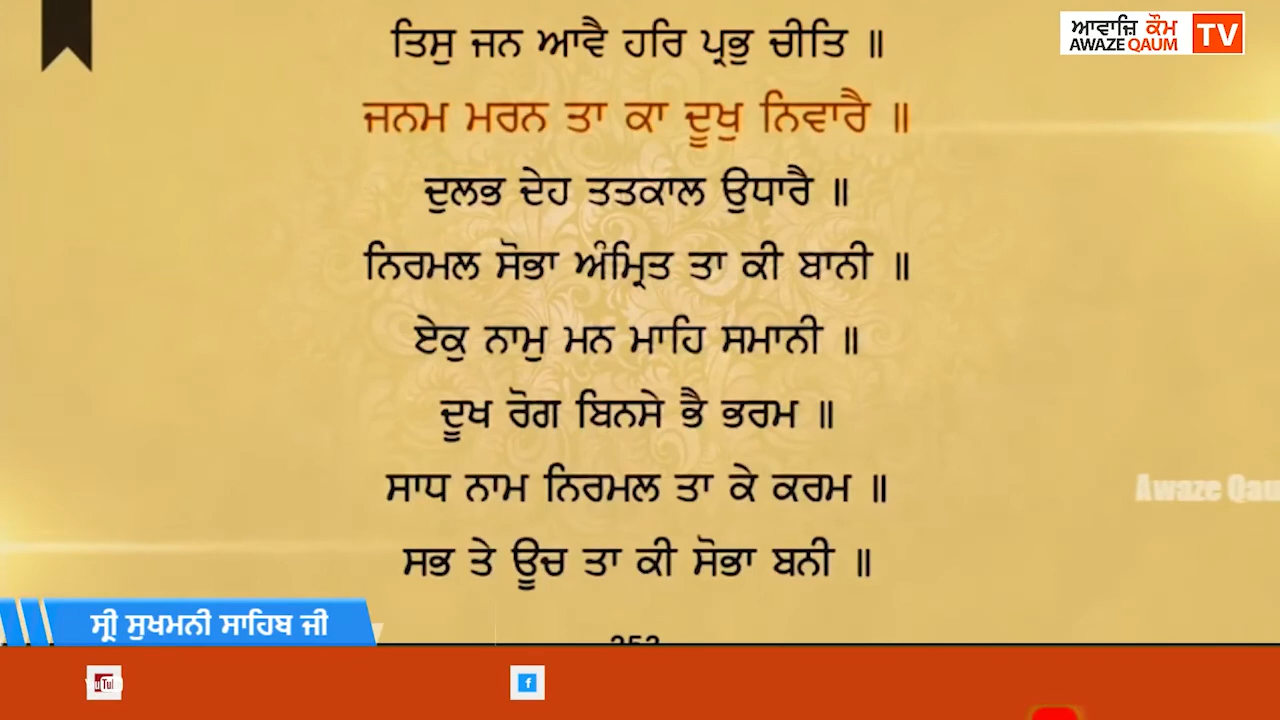 ਆਵਾਜ਼ਿ ਕੌਮ
AWAZE QAUM
TV
ਤਿਸੁ ਜਨ ਆਵੈ ਹਰਿ ਪ੍ਰਭੁ ਚੀਤਿ ॥
ਜਨਮ ਮਰਨ ਤਾ ਕਾ ਦੂਖੁ ਨਿਵਾਰੈ ॥
ਦੁਲਭ ਦੇਹ ਤਤਕਾਲ ਉਧਾਰੈ ॥
ਨਿਰਮਲ ਸੋਭਾ ਅੰਮ੍ਰਿਤ ਤਾ ਕੀ ਬਾਨੀ ॥
ਏਕੁ ਨਾਮੁ ਮਨ ਮਾਹਿ ਸਮਾਨੀ ॥
ਦੂਖ ਰੋਗ ਬਿਨਸੇ ਭੈ ਭਰਮ ॥
ਸਾਧ ਨਾਮ ਨਿਰਮਲ ਤਾ ਕੇ ਕਰਮ ॥
Awaze Qau
ਸਭ ਤੇ ਊਚ ਤਾ ਕੀ ਸੋਭਾ ਬਨੀ ॥
ਸ੍ਰੀ ਸੁਖਮਨੀ ਸਾਹਿਬ ਜੀ